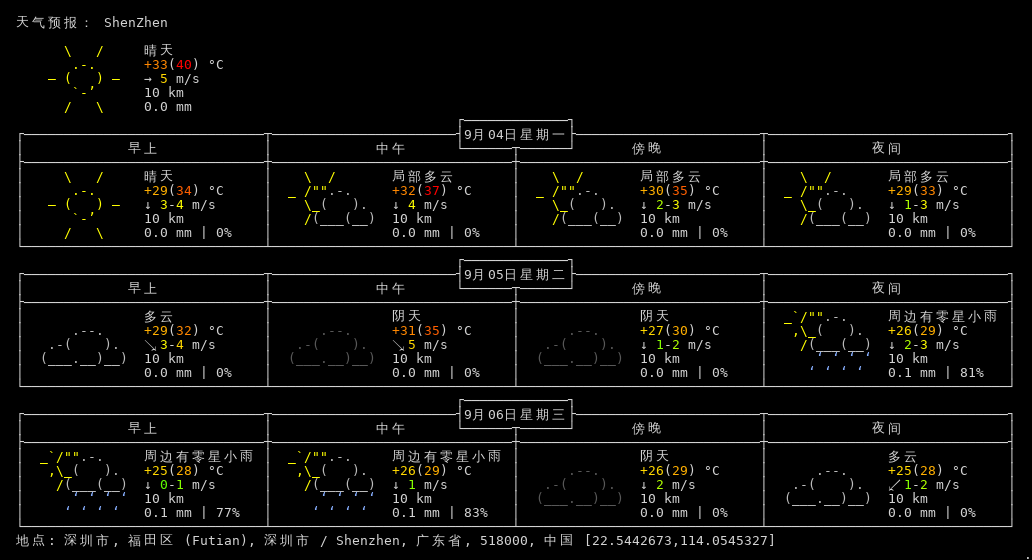 天气预报： ShenZhen
晴天
+33(40) °C
→ 5 m/s
10 km
0.0 mm
9月04日星期一
早上 中午 傍晚 夜间
晴天 局部多云 局部多云 局部多云
+29(34) °C +32(37) °C +30(35) °C +29(33) °C
↓ 3-4 m/s ↓ 4 m/s ↓ 2-3 m/s ↓ 1-3 m/s
10 km 10 km 10 km 10 km
0.0 mm | 0% 0.0 mm | 0% 0.0 mm | 0% 0.0 mm | 0%
9月05日星期二
早上 中午 傍晚 夜间
多云 阴天 阴天 周边有零星小雨
+29(32) °C +31(35) °C +27(30) °C +26(29) °C
↘ 3-4 m/s ↘ 5 m/s ↓ 1-2 m/s ↓ 2-3 m/s
10 km 10 km 10 km 10 km
0.0 mm | 0% 0.0 mm | 0% 0.0 mm | 0% 0.1 mm | 81%
9月06日星期三
早上 中午 傍晚 夜间
周边有零星小雨 周边有零星小雨 阴天 多云
+25(28) °C +26(29) °C +26(29) °C +25(28) °C
↓ 0-1 m/s ↓ 1 m/s ↓ 2 m/s ↙ 1-2 m/s
10 km 10 km 10 km 10 km
0.1 mm | 77% 0.1 mm | 83% 0.0 mm | 0% 0.0 mm | 0%
地点: 深圳市, 福田区 (Futian), 深圳市 / Shenzhen, 广东省, 518000, 中国 [22.5442673,114.0545327]